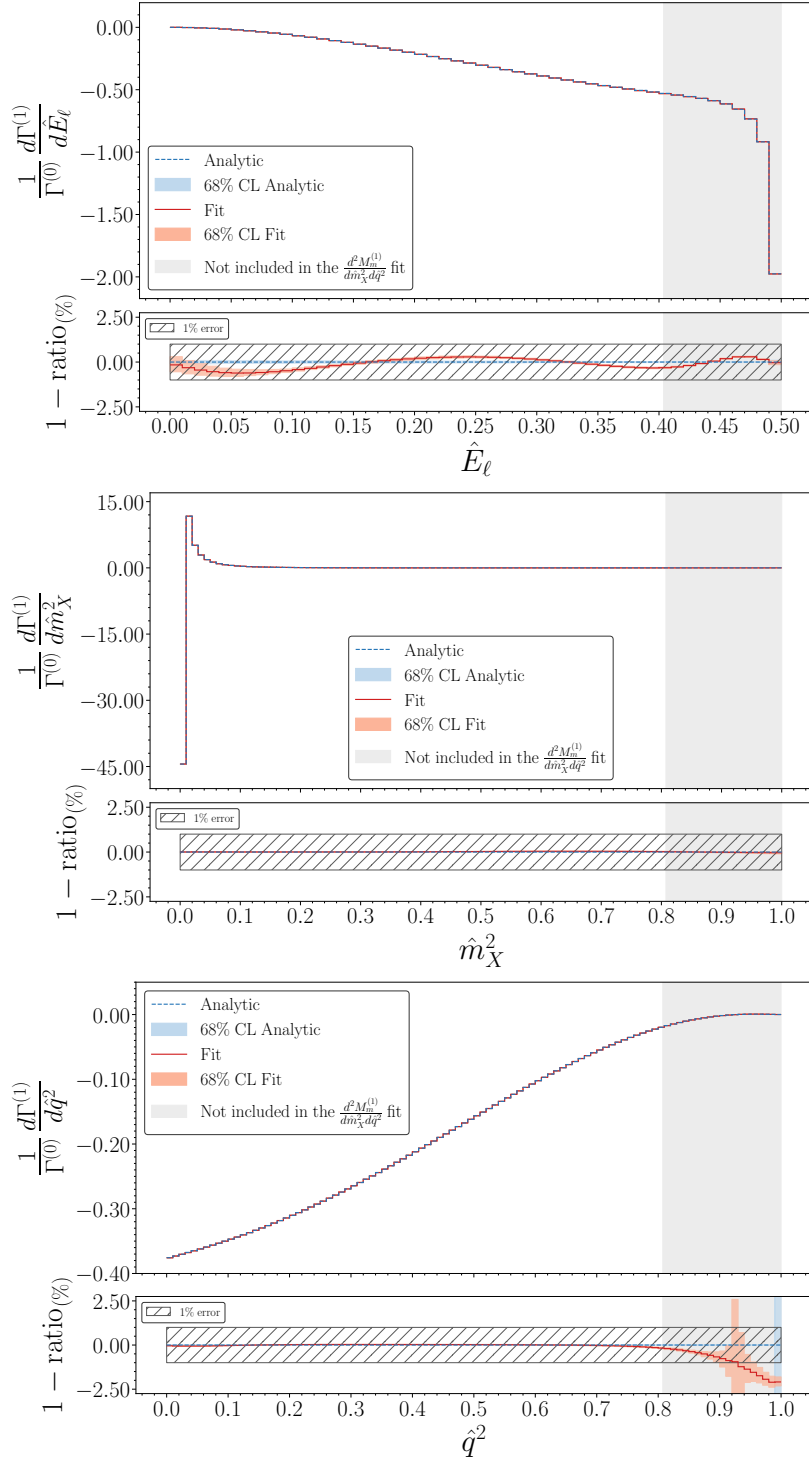 0.00
−0.50
−1.00
−1.50
−2.00
1/Γ^(0) dΓ^(1)/dÊ_ℓ
Analytic
68% CL Analytic
Fit
68% CL Fit
Not included in the d²M_m^(1)/dm̂_X²dq̂² fit
2.50
0.00
−2.50
1 − ratio(%)
1% error
0.00 0.05 0.10 0.15 0.20 0.25 0.30 0.35 0.40 0.45 0.50
Ê_ℓ
15.00
0.00
−15.00
−30.00
−45.00
1/Γ^(0) dΓ^(1)/dm̂_X²
Analytic
68% CL Analytic
Fit
68% CL Fit
Not included in the d²M_m^(1)/dm̂_X²dq̂² fit
2.50
0.00
−2.50
1 − ratio(%)
1% error
0.0 0.1 0.2 0.3 0.4 0.5 0.6 0.7 0.8 0.9 1.0
m̂_X²
0.00
−0.10
−0.20
−0.30
−0.40
1/Γ^(0) dΓ^(1)/dq̂²
Analytic
68% CL Analytic
Fit
68% CL Fit
Not included in the d²M_m^(1)/dm̂_X²dq̂² fit
2.50
0.00
−2.50
1 − ratio(%)
1% error
0.0 0.1 0.2 0.3 0.4 0.5 0.6 0.7 0.8 0.9 1.0
q̂²